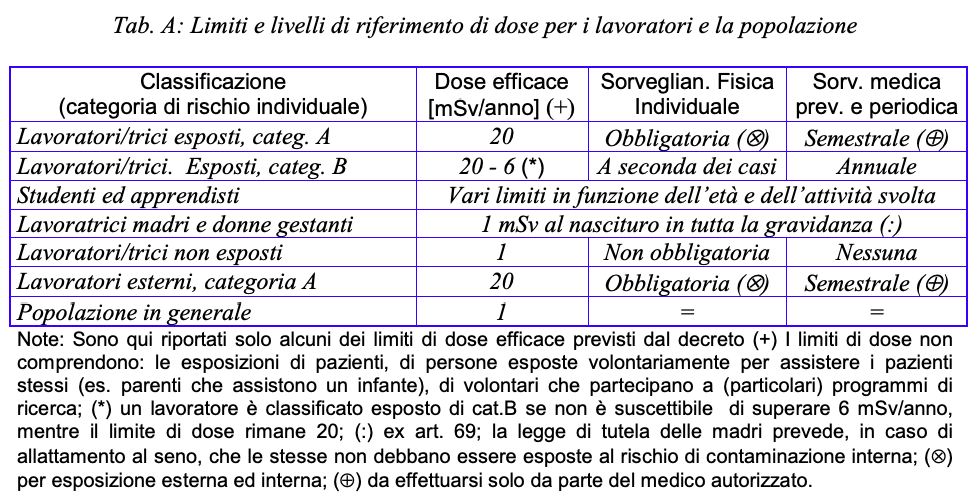 Tab. A: Limiti e livelli di riferimento di dose per i lavoratori e la popolazione
Classificazione (categoria di rischio individuale) Dose efficace [mSv/anno] (+) Sorveglian. Fisica Individuale Sorv. medica prev. e periodica
Lavoratori/trici esposti, categ. A 20 Obbligatoria (⊗) Semestrale (⊕)
Lavoratori/trici. Esposti, categ. B 20 - 6 (*) A seconda dei casi Annuale
Studenti ed apprendisti Vari limiti in funzione dell'età e dell'attività svolta
Lavoratrici madri e donne gestanti 1 mSv al nascituro in tutta la gravidanza (:)
Lavoratori/trici non esposti 1 Non obbligatoria Nessuna
Lavoratori esterni, categoria A 20 Obbligatoria (⊗) Semestrale (⊕)
Popolazione in generale 1 = =
Note: Sono qui riportati solo alcuni dei limiti di dose efficace previsti dal decreto (+) I limiti di dose non
comprendono: le esposizioni di pazienti, di persone esposte volontariamente per assistere i pazienti
stessi (es. parenti che assistono un infante), di volontari che partecipano a (particolari) programmi di
ricerca; (*) un lavoratore è classificato esposto di cat.B se non è suscettibile di superare 6 mSv/anno,
mentre il limite di dose rimane 20; (:) ex art. 69; la legge di tutela delle madri prevede, in caso di
allattamento al seno, che le stesse non debbano essere esposte al rischio di contaminazione interna; (⊗)
per esposizione esterna ed interna; (⊕) da effettuarsi solo da parte del medico autorizzato.